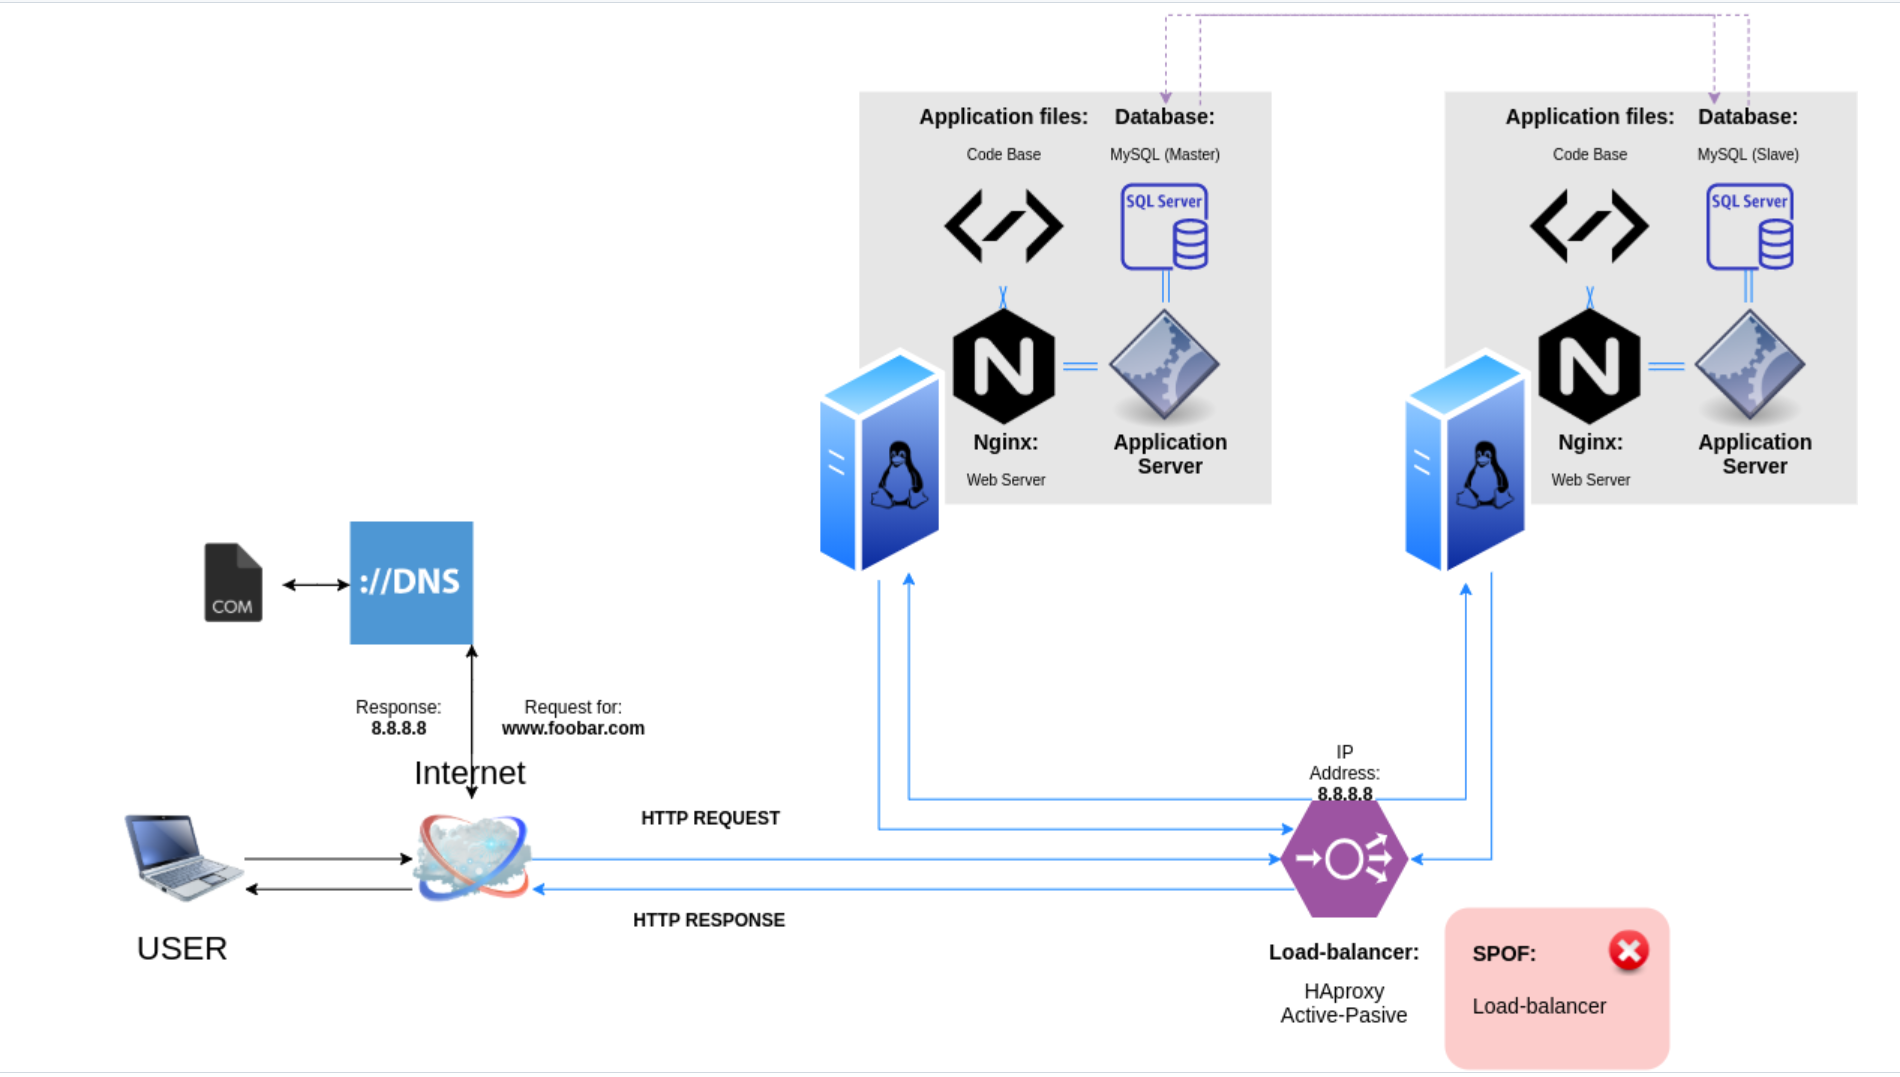 Application files:
Database:
Code Base
MySQL (Master)
SQL Server
N
Nginx:
Web Server
Application
Server
Application files:
Database:
Code Base
MySQL (Slave)
SQL Server
N
Nginx:
Web Server
Application
Server
COM
://DNS
Response:
8.8.8.8
Request for:
www.foobar.com
Internet
USER
HTTP REQUEST
HTTP RESPONSE
IP
Address:
8.8.8.8
Load-balancer:
HAproxy
Active-Pasive
SPOF:
Load-balancer